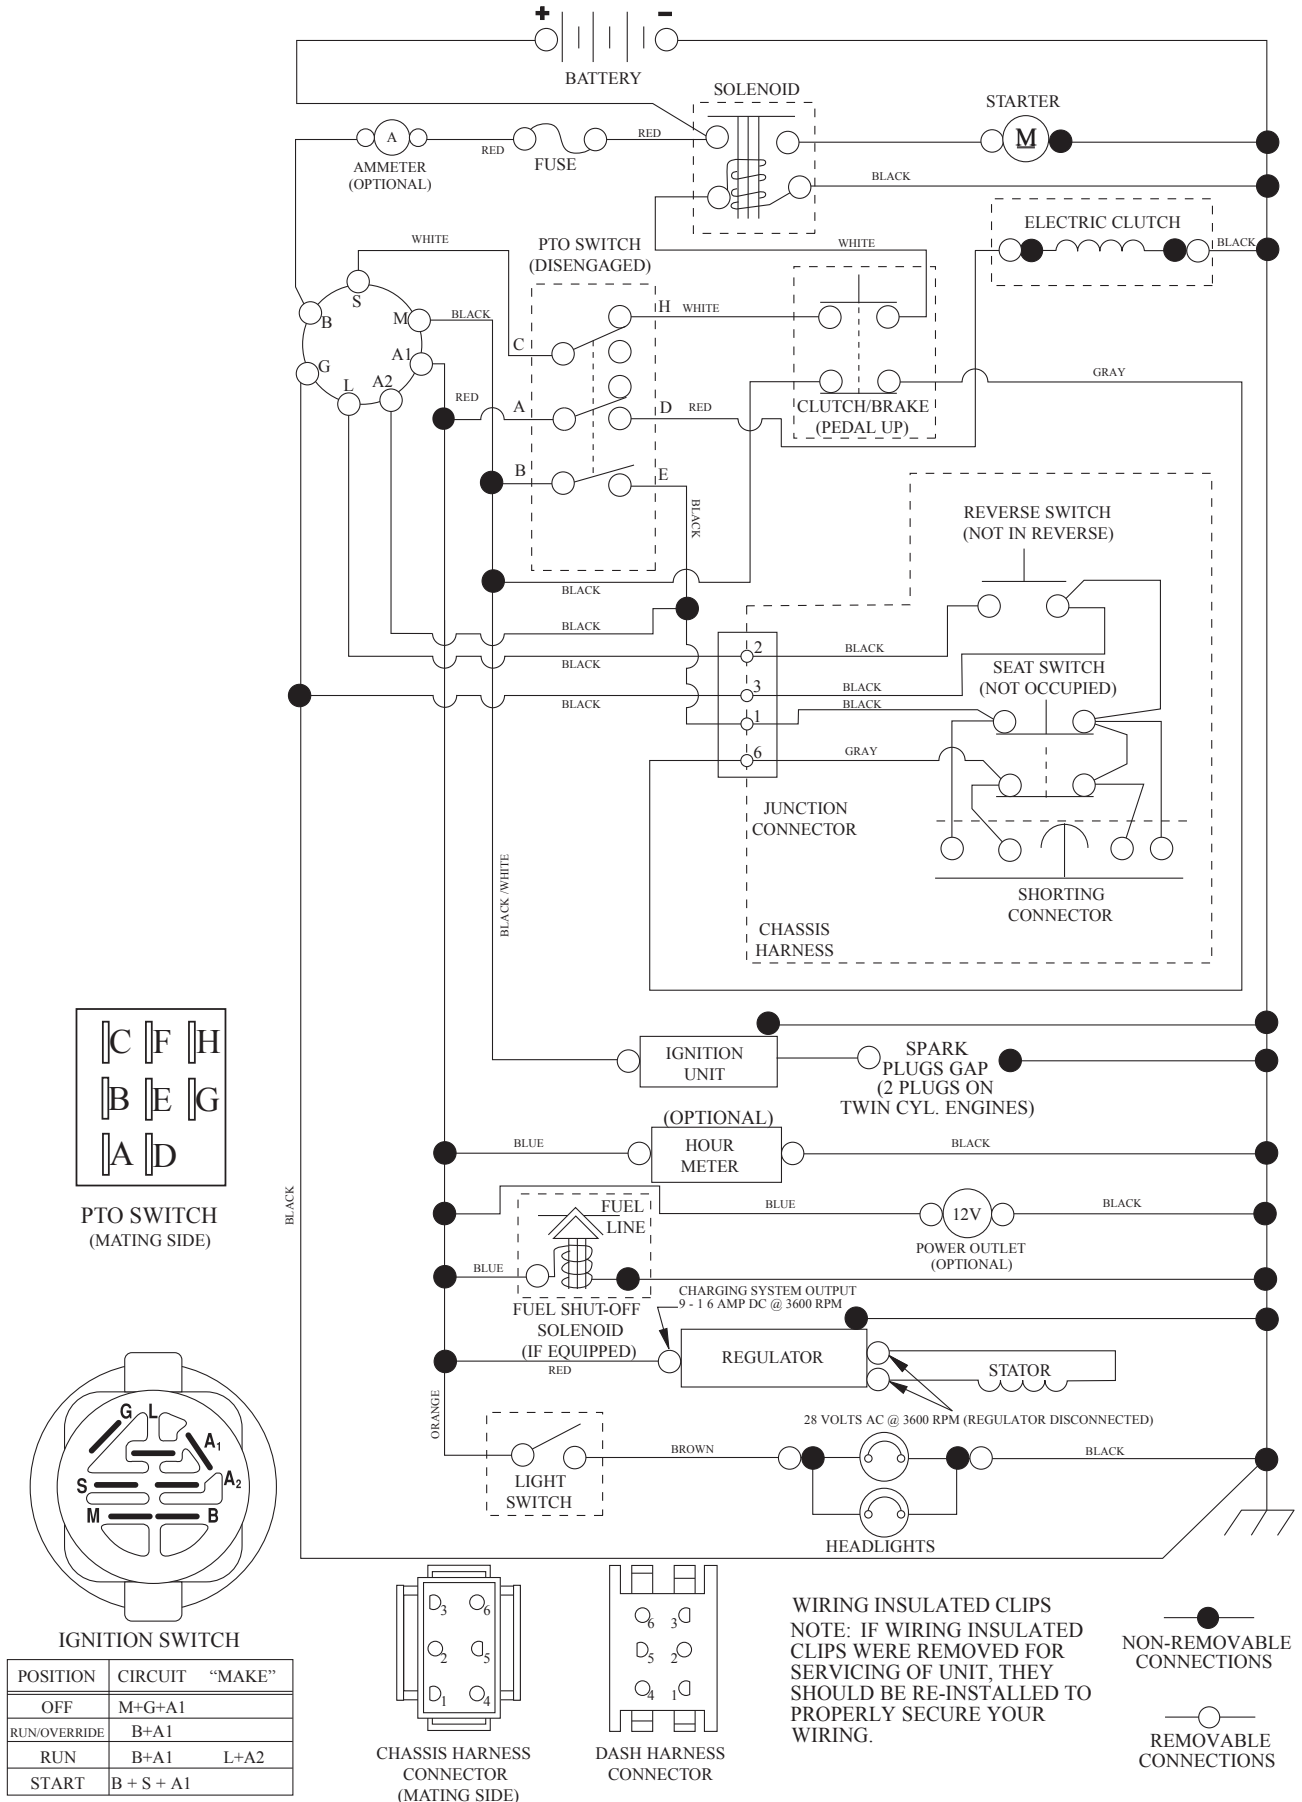 + −
BATTERY
SOLENOID
STARTER
M
A
AMMETER
(OPTIONAL)
RED
FUSE
RED
BLACK
ELECTRIC CLUTCH
BLACK
WHITE
PTO SWITCH
(DISENGAGED)
WHITE
S
B
M
BLACK
G
A1
L
A2
RED
C
H
WHITE
A
D
RED
B
E
BLACK
CLUTCH/BRAKE
(PEDAL UP)
GRAY
REVERSE SWITCH
(NOT IN REVERSE)
BLACK
BLACK
BLACK
2
BLACK
SEAT SWITCH
(NOT OCCUPIED)
3
BLACK
BLACK
1
BLACK
6
GRAY
JUNCTION
CONNECTOR
SHORTING
CONNECTOR
CHASSIS
HARNESS
BLACK /WHITE
C F H
B E G
A D
PTO SWITCH
(MATING SIDE)
BLACK
IGNITION
UNIT
SPARK
PLUGS GAP
(2 PLUGS ON
TWIN CYL. ENGINES)
(OPTIONAL)
BLUE
HOUR
METER
BLACK
FUEL
LINE
BLUE
12V
BLACK
POWER OUTLET
(OPTIONAL)
BLUE
FUEL SHUT-OFF
SOLENOID
(IF EQUIPPED)
CHARGING SYSTEM OUTPUT
9 - 1 6 AMP DC @ 3600 RPM
RED
REGULATOR
STATOR
28 VOLTS AC @ 3600 RPM (REGULATOR DISCONNECTED)
ORANGE
LIGHT
SWITCH
BROWN
BLACK
HEADLIGHTS
G L
A1
S
A2
M
B
IGNITION SWITCH
POSITION CIRCUIT “MAKE”
OFF M+G+A1
RUN/OVERRIDE B+A1
RUN B+A1 L+A2
START B + S + A1
3 6
2 5
1 4
CHASSIS HARNESS
CONNECTOR
(MATING SIDE)
6 3
5 2
4 1
DASH HARNESS
CONNECTOR
WIRING INSULATED CLIPS
NOTE: IF WIRING INSULATED
CLIPS WERE REMOVED FOR
SERVICING OF UNIT, THEY
SHOULD BE RE-INSTALLED TO
PROPERLY SECURE YOUR
WIRING.
NON-REMOVABLE
CONNECTIONS
REMOVABLE
CONNECTIONS